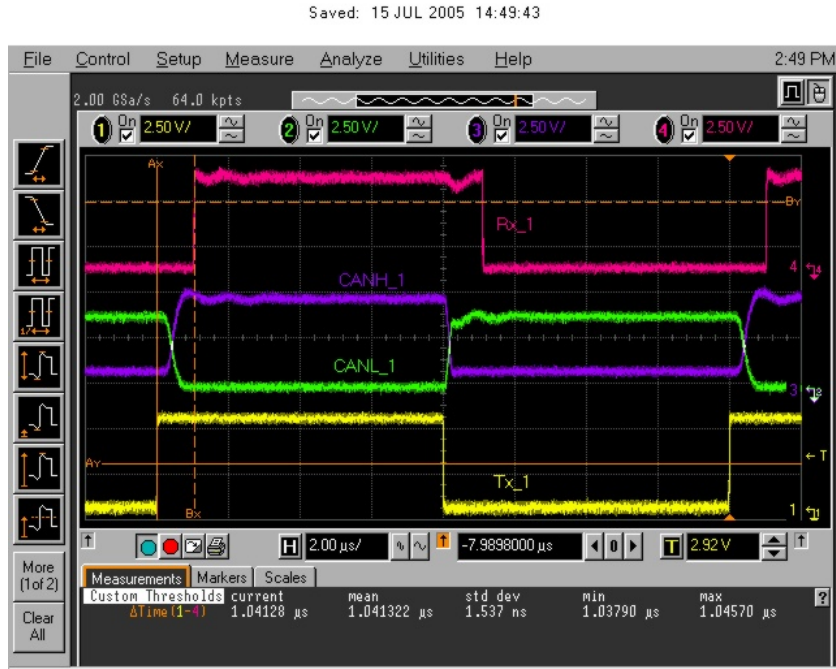 Saved: 15 JUL 2005 14:49:43
File Control Setup Measure Analyze Utilities Help 2:49 PM
2.00 GSa/s 64.0 kpts
1 On 2.50 V/ 2 On 2.50 V/ 3 On 2.50 V/ 4 On 2.50 V/
Ax
By
Rx_1
4
CANH_1
CANL_1
3
Ay
T
Tx_1
Bx
1
H 2.00 µs/ -7.9898000 µs 0 T 2.92 V
More
(1of 2)
Clear
All
Measurements Markers Scales
Custom Thresholds current mean std dev min max ?
ΔTime(1-4) 1.04128 µs 1.041322 µs 1.537 ns 1.03790 µs 1.04570 µs